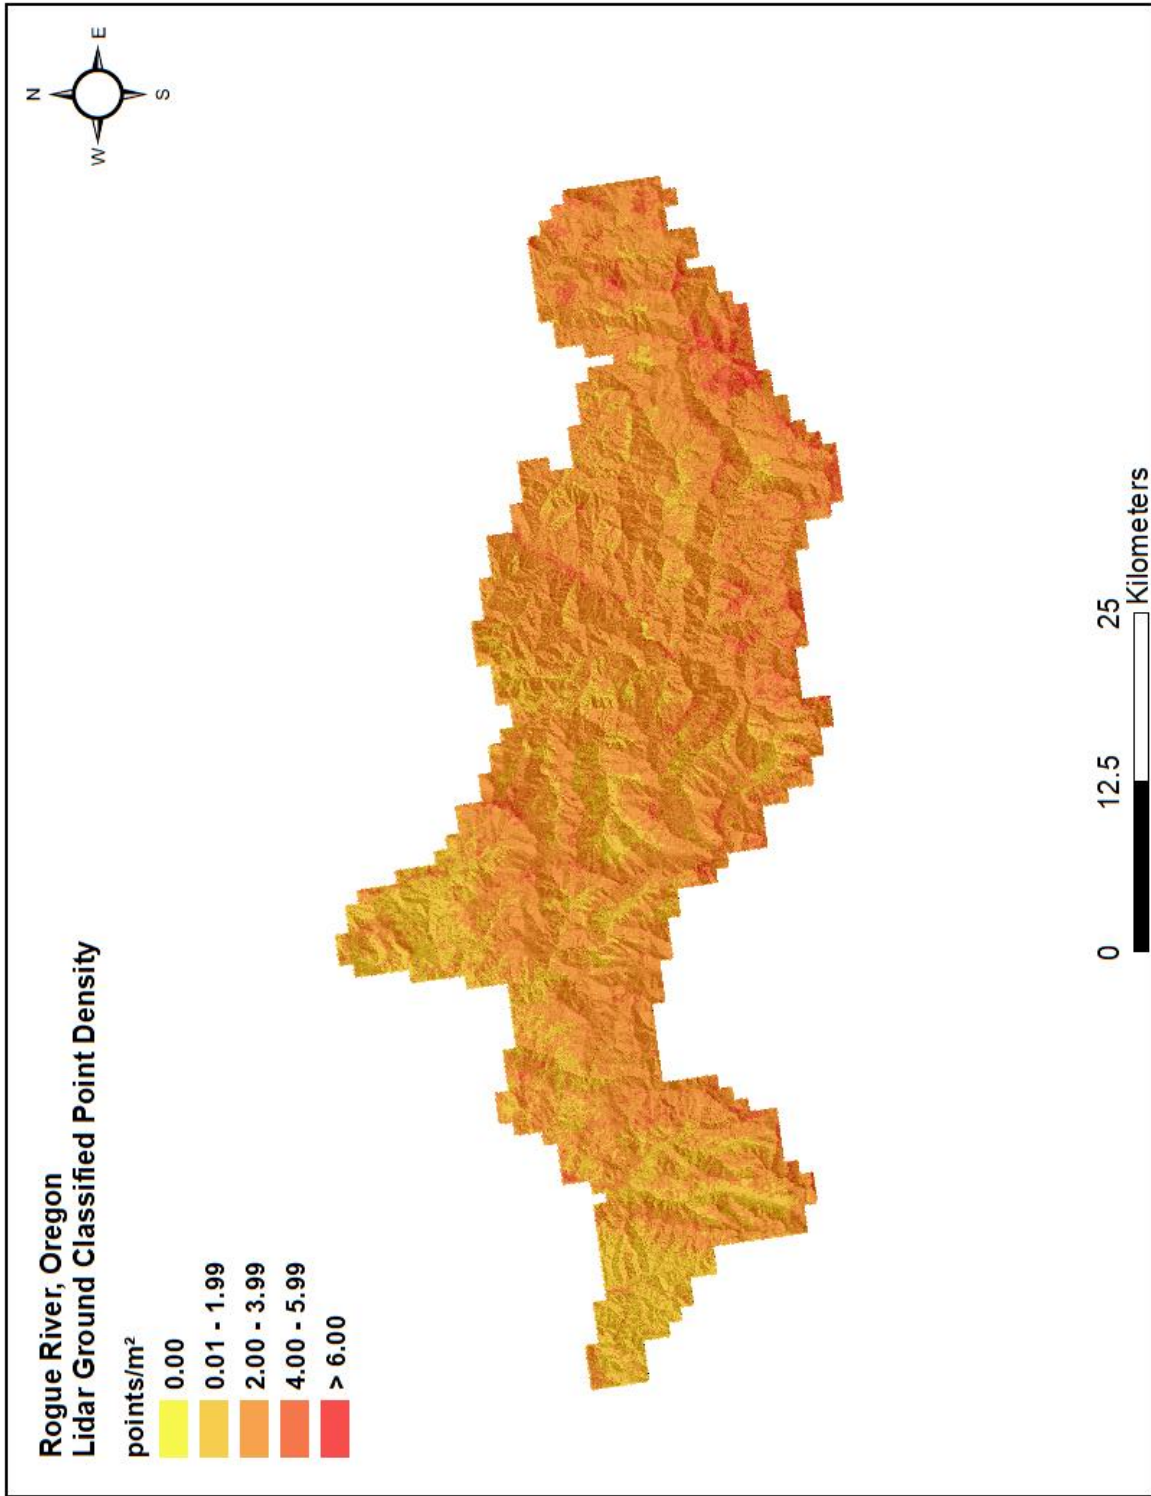 Rogue River, Oregon
Lidar Ground Classified Point Density
points/m²
0.00
0.01 - 1.99
2.00 - 3.99
4.00 - 5.99
> 6.00
N
W
E
S
0 12.5 25
Kilometers